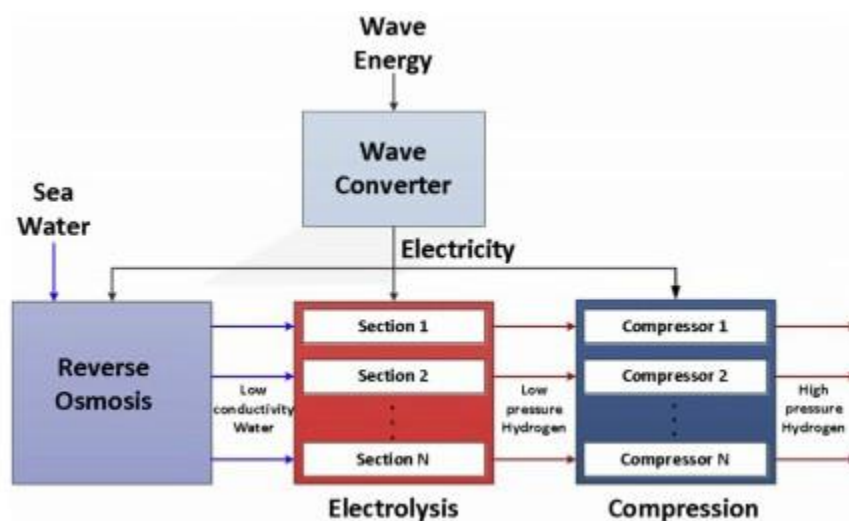 Wave
Energy
Wave
Converter
Sea
Water
Electricity
Reverse
Osmosis
Low
conductivity
Water
Section 1
Section 2
Section N
Electrolysis
Low
pressure
Hydrogen
Compressor 1
Compressor 2
Compressor N
Compression
High
pressure
Hydrogen